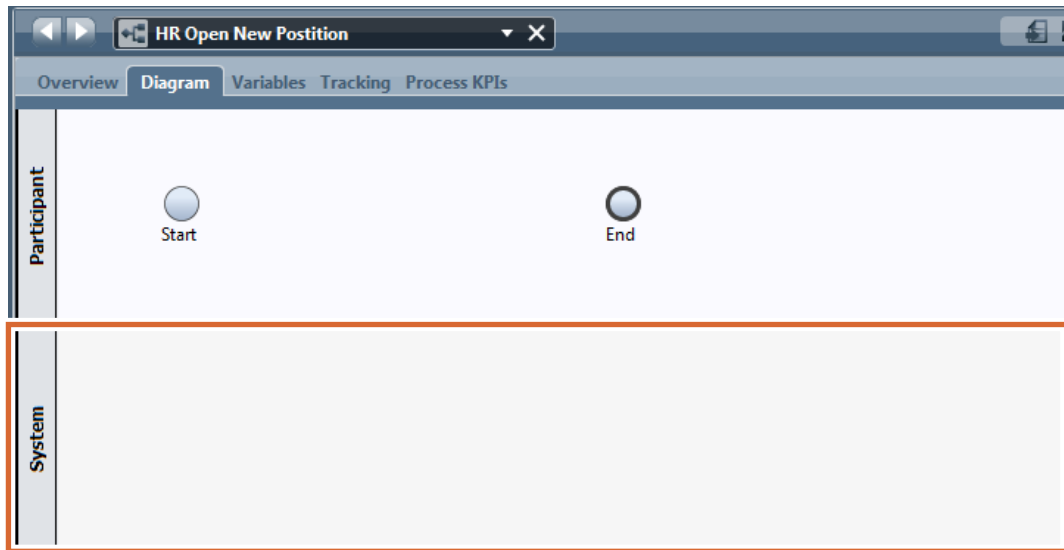 HR Open New Postition
Overview Diagram Variables Tracking Process KPIs
Participant
Start
End
System